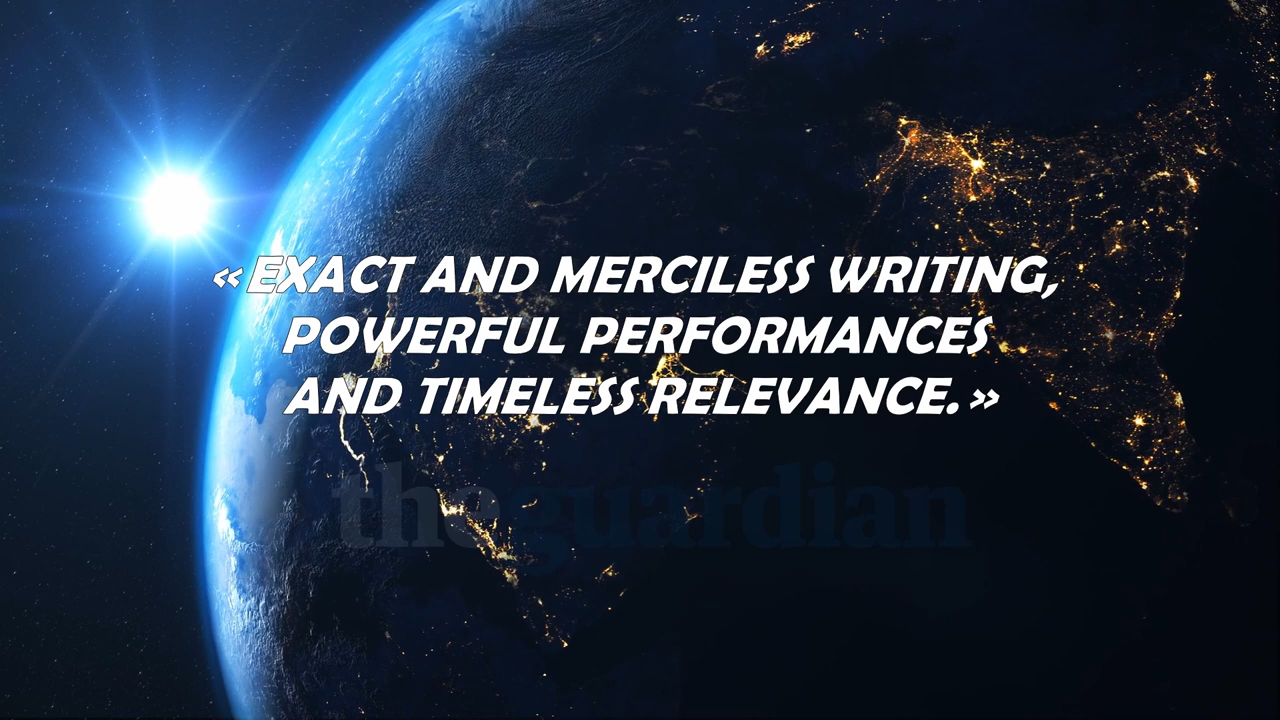 « EXACT AND MERCILESS WRITING,
POWERFUL PERFORMANCES
AND TIMELESS RELEVANCE. »
theguardian